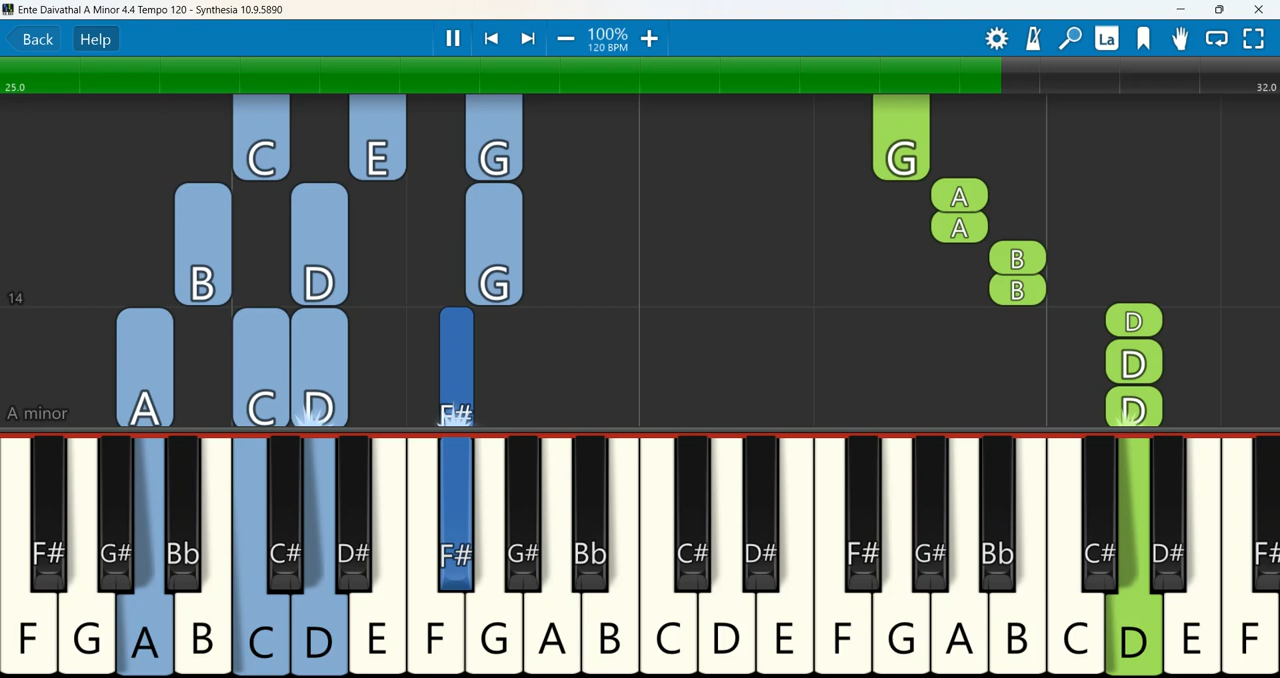 Ente Daivathal A Minor 4.4 Tempo 120 - Synthesia 10.9.5890
Back Help 100% La
120 BPM
25.0 32.0
C E G G
A
B D G A
B
14 B
D
D
A minor A C D F# D
F# G# Bb C# D# F# G# Bb C# D# F# G# Bb C# D# F#
F G A B C D E F G A B C D E F G A B C D E F